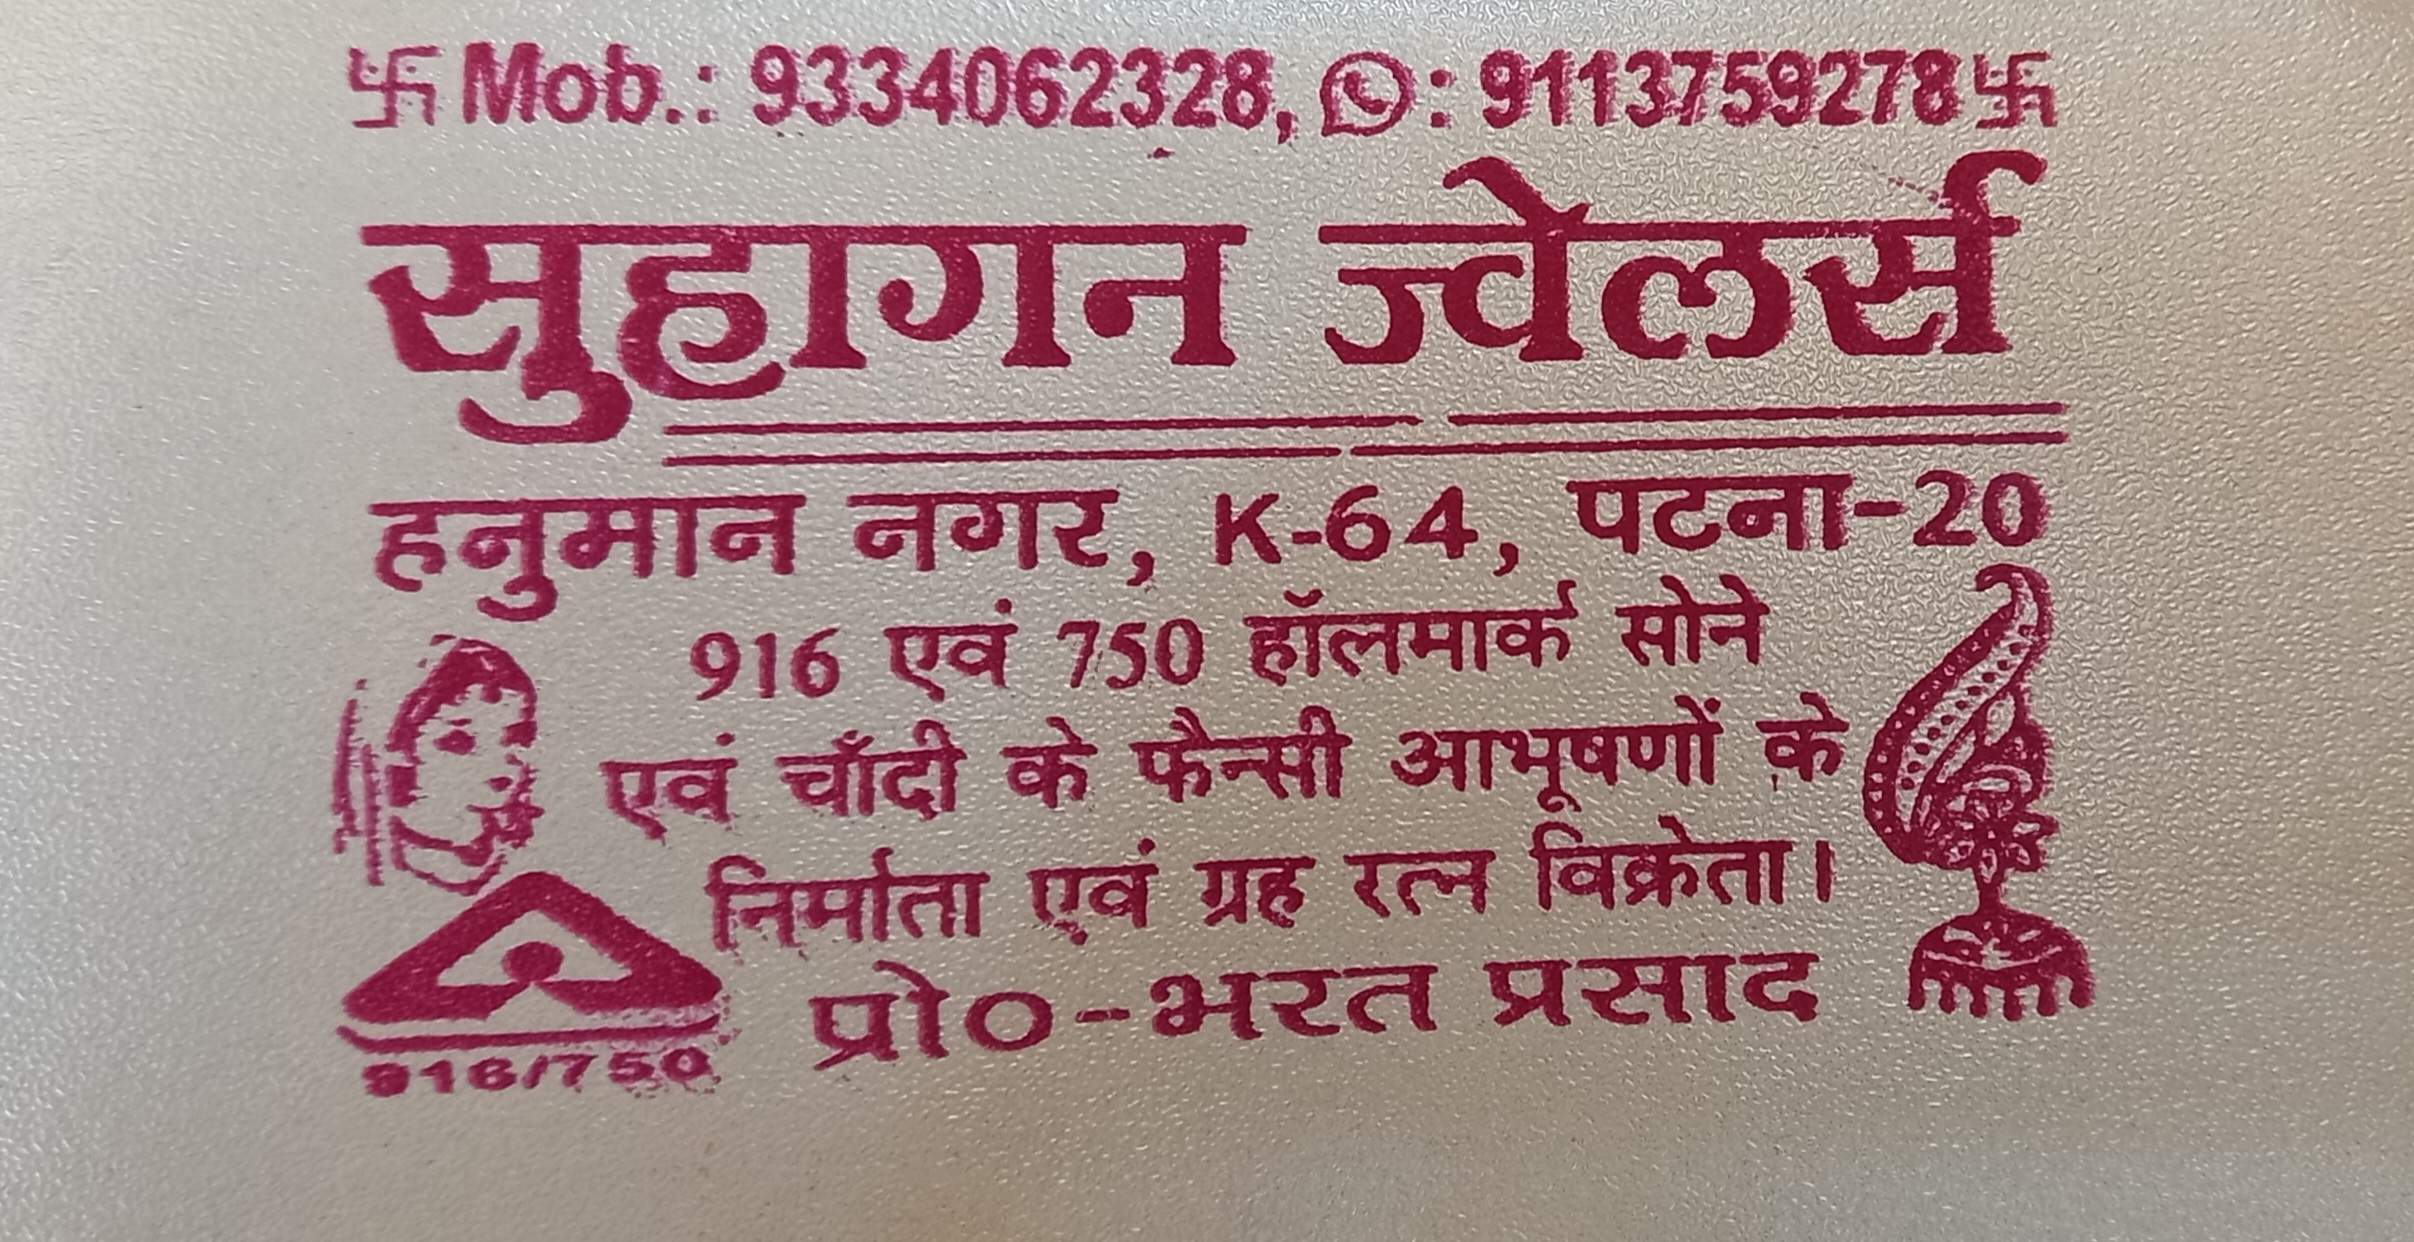 卐 Mob.: 9334062328, : 9113759278 卐
सुहागन ज्वेलर्स
हनुमान नगर, K-64, पटना-20
916 एवं 750 हॉलमार्क सोने
एवं चाँदी के फैन्सी आभूषणों के
निर्माता एवं ग्रह रत्न विक्रेता।
प्रो०-भरत प्रसाद
916/750